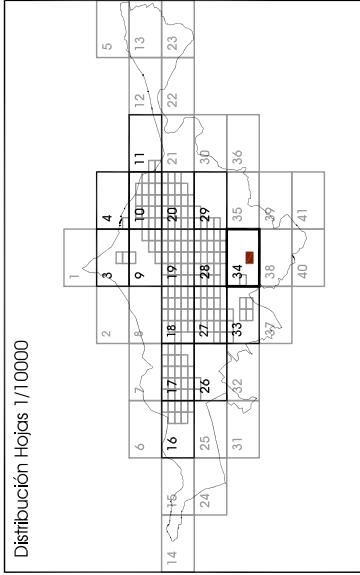 Distribución Hojas 1/10000
1
2 3 4 5
6 7 8 9 10 11 12 13
14 15 16 17 18 19 20 21 22 23
24 25 26 27 28 29 30
31 32 33 34 35 36
37 38 39
40 41